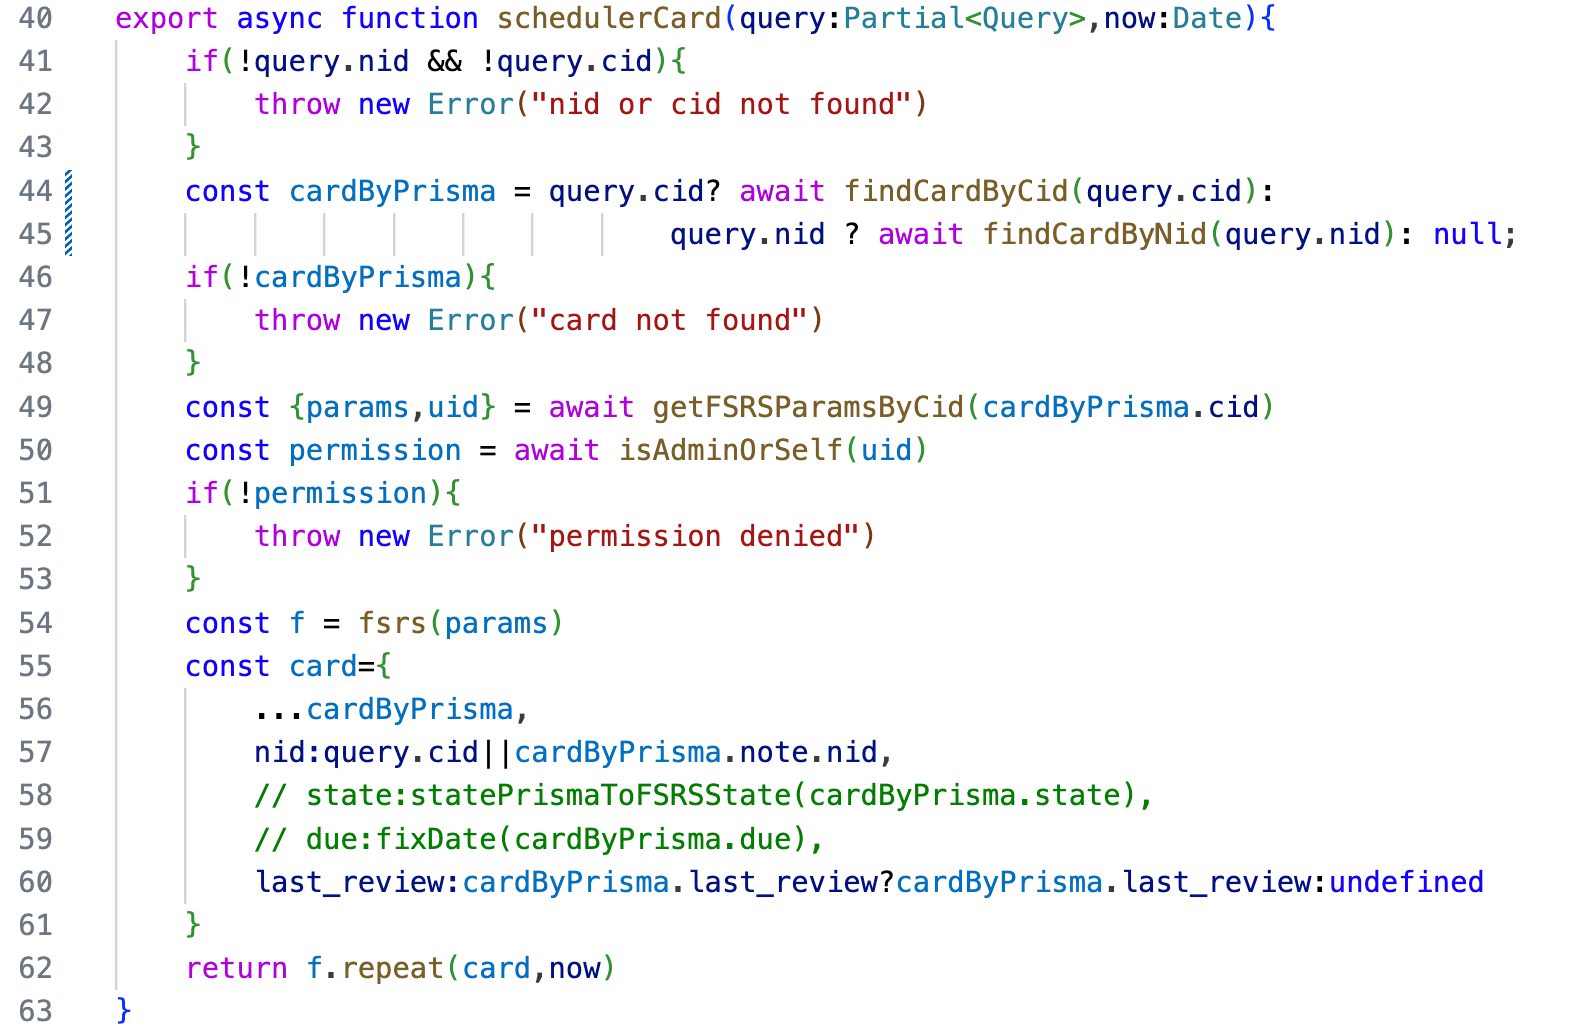 40 export async function schedulerCard(query:Partial<Query>,now:Date){
41 if(!query.nid && !query.cid){
42 throw new Error("nid or cid not found")
43 }
44 const cardByPrisma = query.cid? await findCardByCid(query.cid):
45 query.nid ? await findCardByNid(query.nid): null;
46 if(!cardByPrisma){
47 throw new Error("card not found")
48 }
49 const {params,uid} = await getFSRSParamsByCid(cardByPrisma.cid)
50 const permission = await isAdminOrSelf(uid)
51 if(!permission){
52 throw new Error("permission denied")
53 }
54 const f = fsrs(params)
55 const card={
56 ...cardByPrisma,
57 nid:query.cid||cardByPrisma.note.nid,
58 // state:statePrismaToFSRSState(cardByPrisma.state),
59 // due:fixDate(cardByPrisma.due),
60 last_review:cardByPrisma.last_review?cardByPrisma.last_review:undefined
61 }
62 return f.repeat(card,now)
63 }